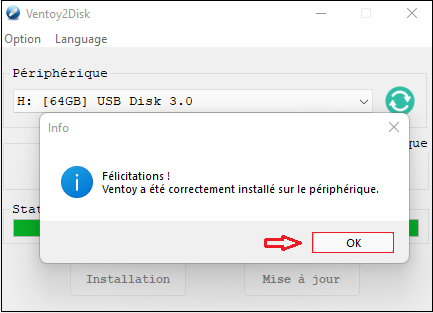 Ventoy2Disk
Option Language
Périphérique
H: [64GB] USB Disk 3.0
Info
que
Félicitations !
Ventoy a été correctement installé sur le périphérique.
Stat
OK
Installation Mise à jour